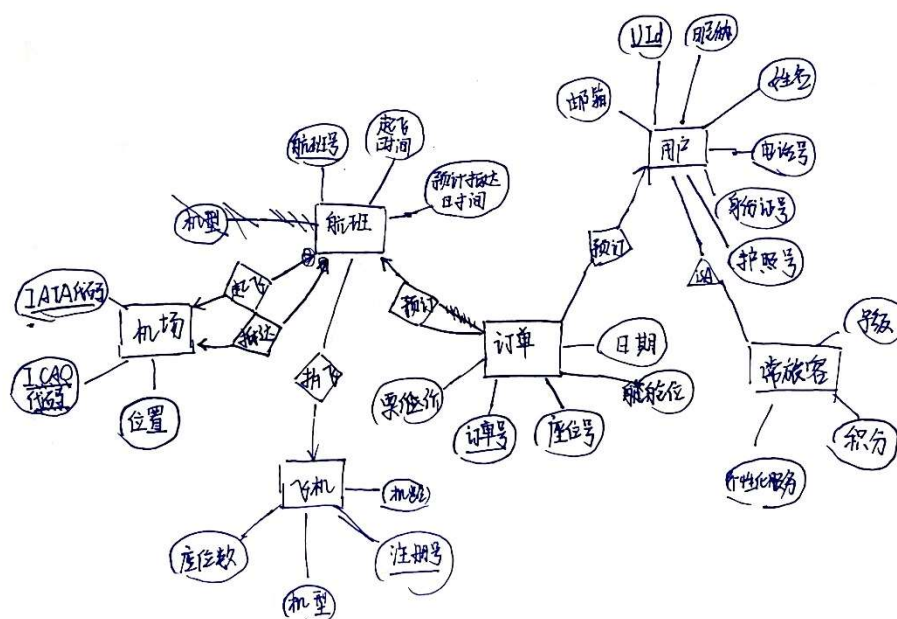 UId
昵称
姓名
邮箱
用户
电话号
身份证号
护照号
isA
航班号
起飞
时间
预计抵达
时间
机型
航班
预订
起飞
抵达
预订
IATA代码
机场
ICAO
代码
位置
订单
日期
舱位
票价
订单号
座位号
等级
常旅客
积分
个性化服务
飞机
座位数
注册号
机型